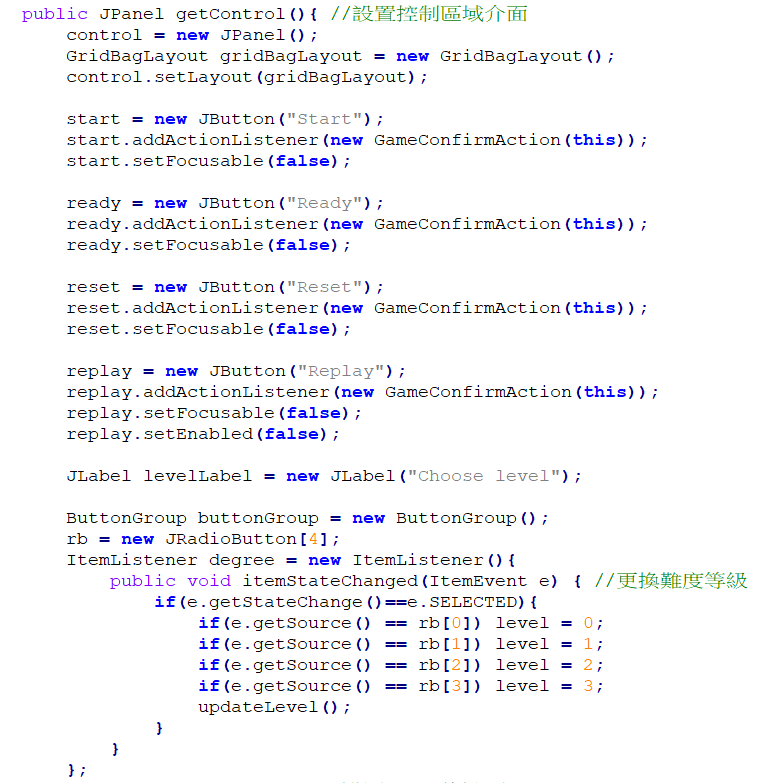 public JPanel getControl(){ //設置控制區域介面
    control = new JPanel();
    GridBagLayout gridBagLayout = new GridBagLayout();
    control.setLayout(gridBagLayout);

    start = new JButton("Start");
    start.addActionListener(new GameConfirmAction(this));
    start.setFocusable(false);

    ready = new JButton("Ready");
    ready.addActionListener(new GameConfirmAction(this));
    ready.setFocusable(false);

    reset = new JButton("Reset");
    reset.addActionListener(new GameConfirmAction(this));
    reset.setFocusable(false);

    replay = new JButton("Replay");
    replay.addActionListener(new GameConfirmAction(this));
    replay.setFocusable(false);
    replay.setEnabled(false);

    JLabel levelLabel = new JLabel("Choose level");

    ButtonGroup buttonGroup = new ButtonGroup();
    rb = new JRadioButton[4];
    ItemListener degree = new ItemListener(){
        public void itemStateChanged(ItemEvent e) { //更換難度等級
            if(e.getStateChange()==e.SELECTED){
                if(e.getSource() == rb[0]) level = 0;
                if(e.getSource() == rb[1]) level = 1;
                if(e.getSource() == rb[2]) level = 2;
                if(e.getSource() == rb[3]) level = 3;
                updateLevel();
            }
        }
    };